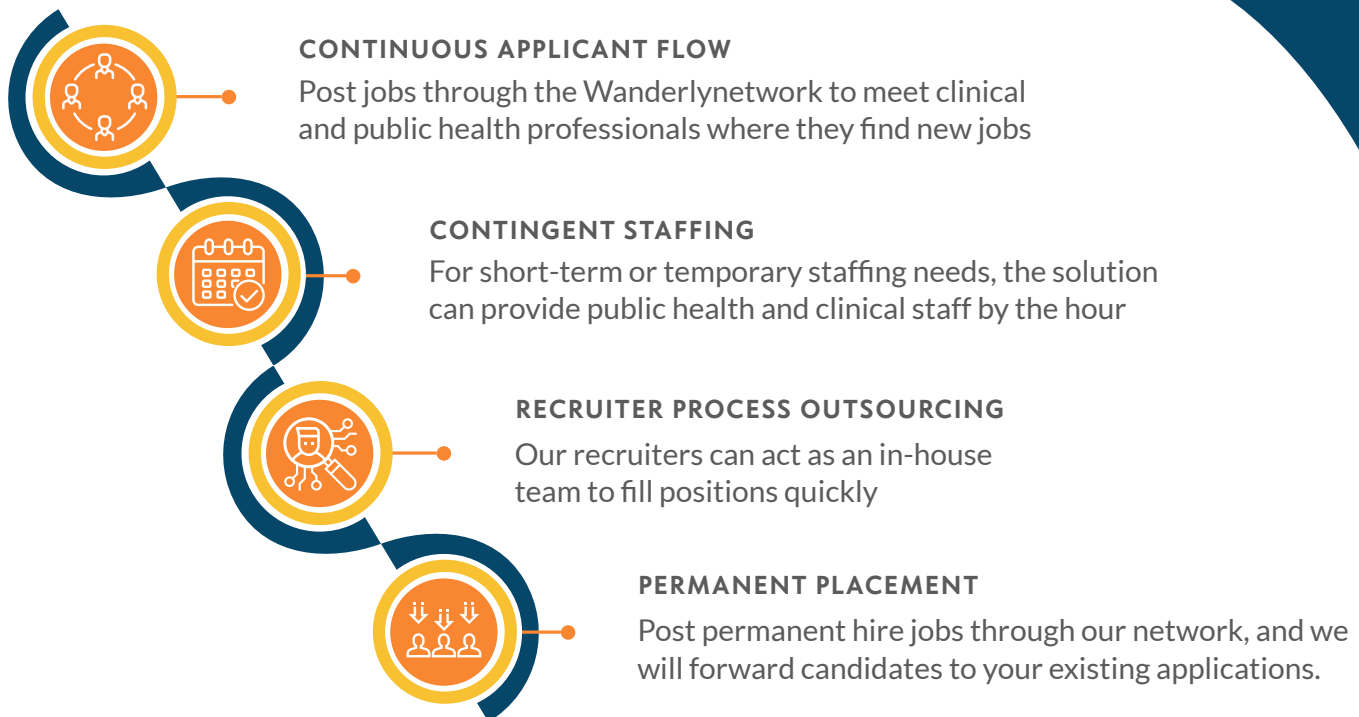 CONTINUOUS APPLICANT FLOW
Post jobs through the Wanderlynetwork to meet clinical
and public health professionals where they find new jobs
CONTINGENT STAFFING
For short-term or temporary staffing needs, the solution
can provide public health and clinical staff by the hour
RECRUITER PROCESS OUTSOURCING
Our recruiters can act as an in-house
team to fill positions quickly
PERMANENT PLACEMENT
Post permanent hire jobs through our network, and we
will forward candidates to your existing applications.